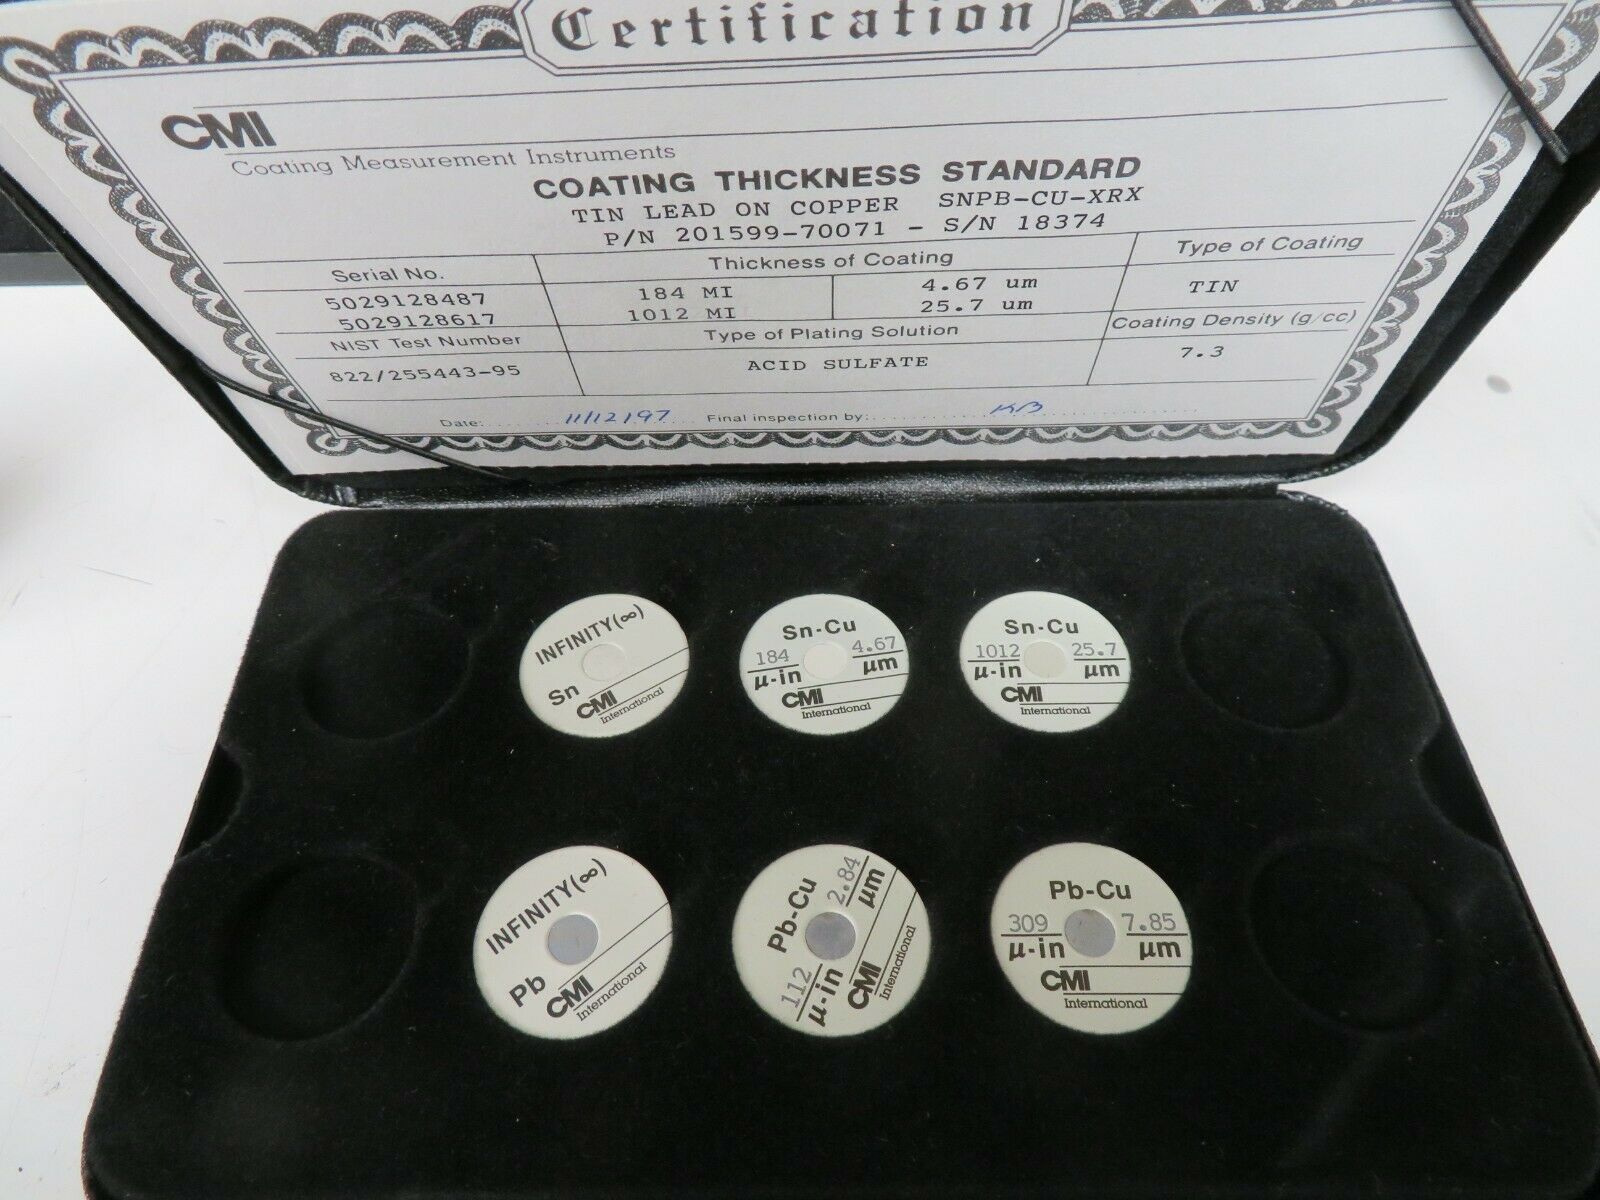 Certification
CMI
Coating Measurement Instruments
COATING THICKNESS STANDARD
TIN LEAD ON COPPER SNPB-CU-XRX
P/N 201599-70071 - S/N 18374
Serial No. Thickness of Coating Type of Coating
5029128487 184 MI 4.67 um TIN
5029128617 1012 MI 25.7 um
NIST Test Number Type of Plating Solution Coating Density (g/cc)
822/255443-95 ACID SULFATE 7.3
Date: 11/12/97 Final inspection by: KB
INFINITY (∞)
Sn
CMI
International
Sn-Cu
184 4.67
μ-in μm
CMI
International
Sn-Cu
1012 25.7
μ-in μm
CMI
International
INFINITY (∞)
Pb
CMI
International
Pb-Cu
112 2.84
μ-in μm
CMI
International
Pb-Cu
309 7.85
μ-in μm
CMI
International